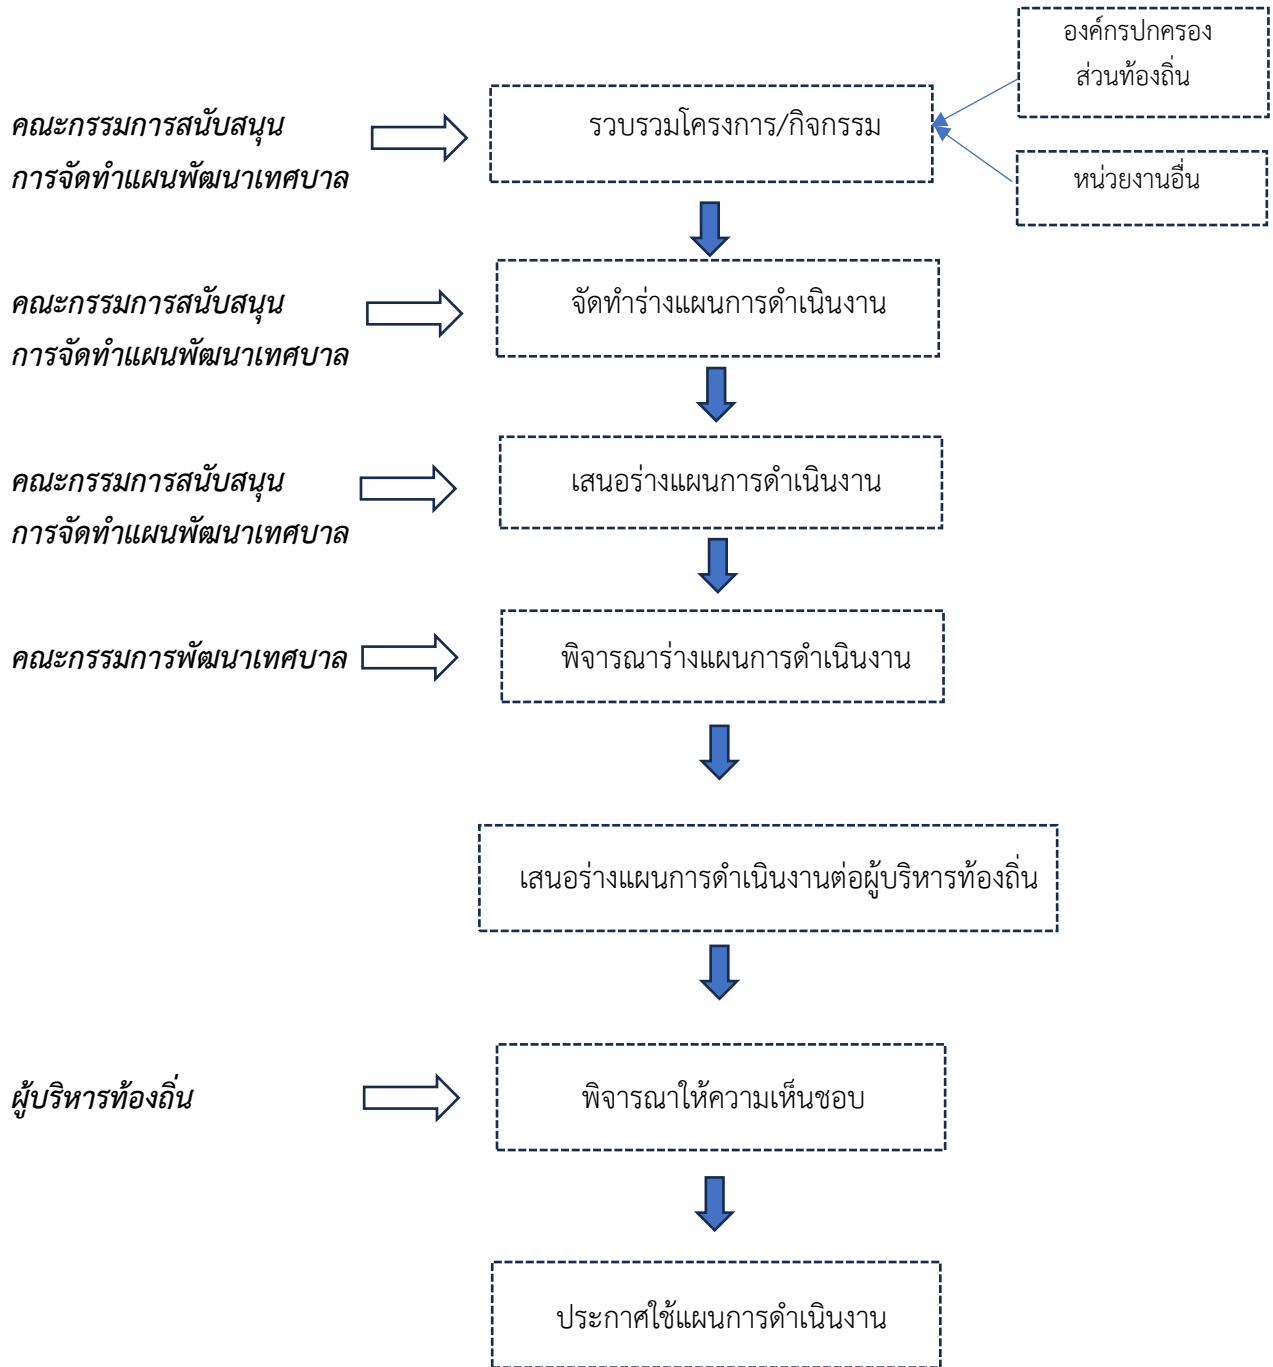 องค์กรปกครอง
ส่วนท้องถิ่น
คณะกรรมการสนับสนุน
การจัดทำแผนพัฒนาเทศบาล
รวบรวมโครงการ/กิจกรรม
หน่วยงานอื่น
คณะกรรมการสนับสนุน
การจัดทำแผนพัฒนาเทศบาล
จัดทำร่างแผนการดำเนินงาน
คณะกรรมการสนับสนุน
การจัดทำแผนพัฒนาเทศบาล
เสนอร่างแผนการดำเนินงาน
คณะกรรมการพัฒนาเทศบาล
พิจารณาร่างแผนการดำเนินงาน
เสนอร่างแผนการดำเนินงานต่อผู้บริหารท้องถิ่น
ผู้บริหารท้องถิ่น
พิจารณาให้ความเห็นชอบ
ประกาศใช้แผนการดำเนินงาน